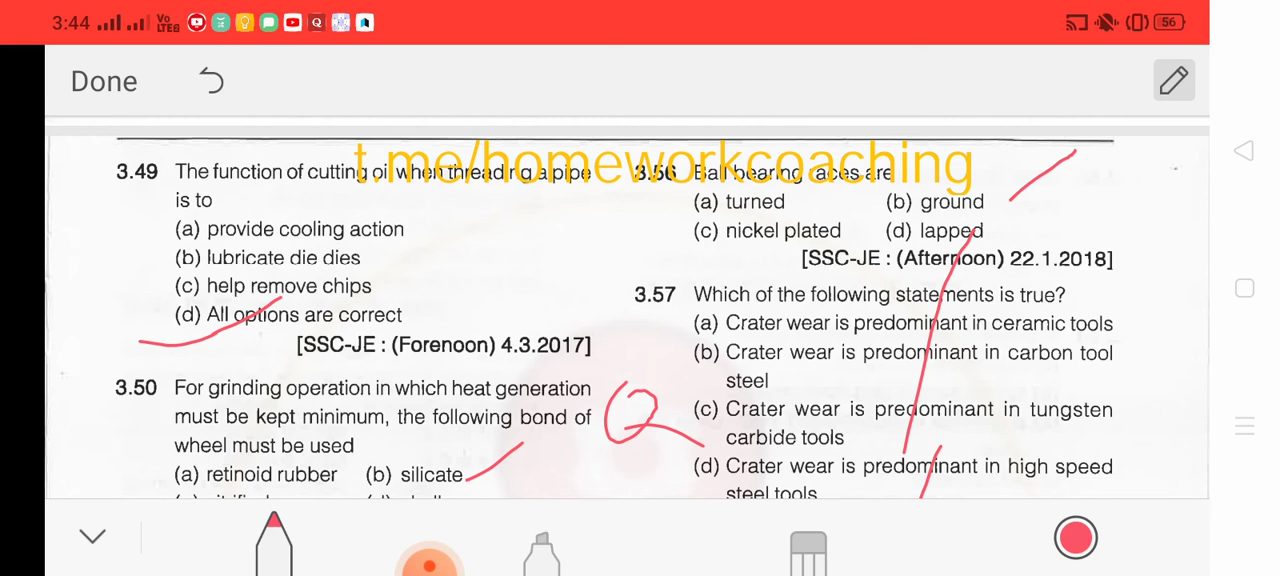 3:44
Vo
LTE2
56
Done
t.me/homeworkcoaching
3.49 The function of cutting oil when threading a pipe
is to
(a) provide cooling action
(b) lubricate die dies
(c) help remove chips
(d) All options are correct
[SSC-JE : (Forenoon) 4.3.2017]
3.50 For grinding operation in which heat generation
must be kept minimum, the following bond of
wheel must be used
(a) retinoid rubber (b) silicate
3.56 Ball bearing races are
(a) turned (b) ground
(c) nickel plated (d) lapped
[SSC-JE : (Afternoon) 22.1.2018]
3.57 Which of the following statements is true?
(a) Crater wear is predominant in ceramic tools
(b) Crater wear is predominant in carbon tool
steel
(c) Crater wear is predominant in tungsten
carbide tools
(d) Crater wear is predominant in high speed
steel tools